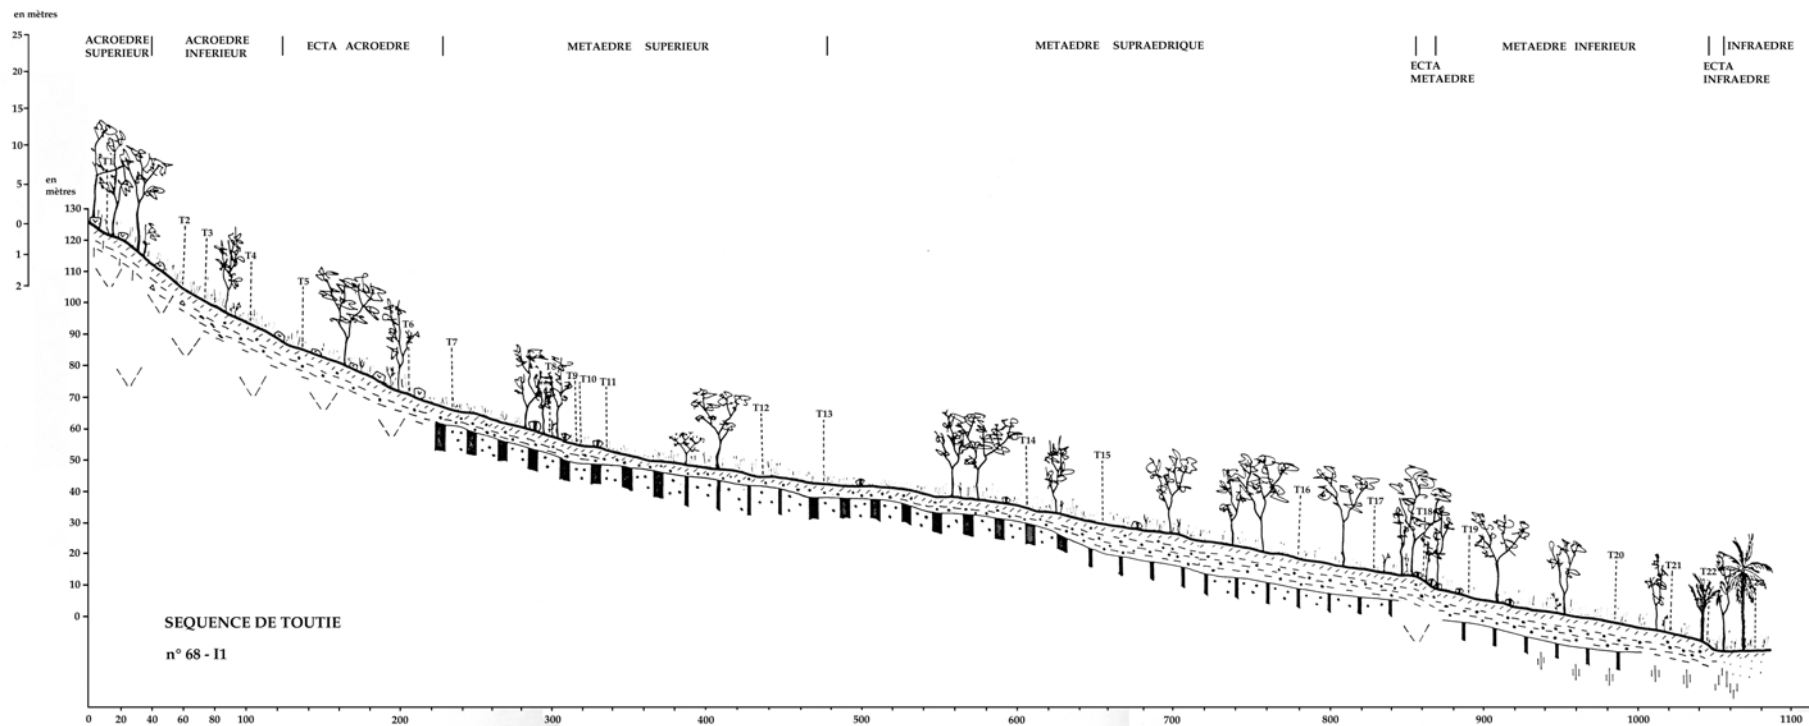 en mètres
25
20
15
10
5
0
1
2
ACROEDRE
SUPERIEUR
ACROEDRE
INFERIEUR
ECTA ACROEDRE
METAEDRE SUPERIEUR
METAEDRE SUPRAEDRIQUE
ECTA
METAEDRE
METAEDRE INFERIEUR
ECTA
INFRAEDRE
INFRAEDRE
en
mètres
130
120
110
100
90
80
70
60
50
40
30
20
10
0
T1
T2
T3
T4
T5
T6
T7
T8
T9
T10
T11
T12
T13
T14
T15
T16
T17
T18
T19
T20
T21
T22
SEQUENCE DE TOUTIE
n° 68 - I1
0 20 40 60 80 100 200 300 400 500 600 700 800 900 1000 1100